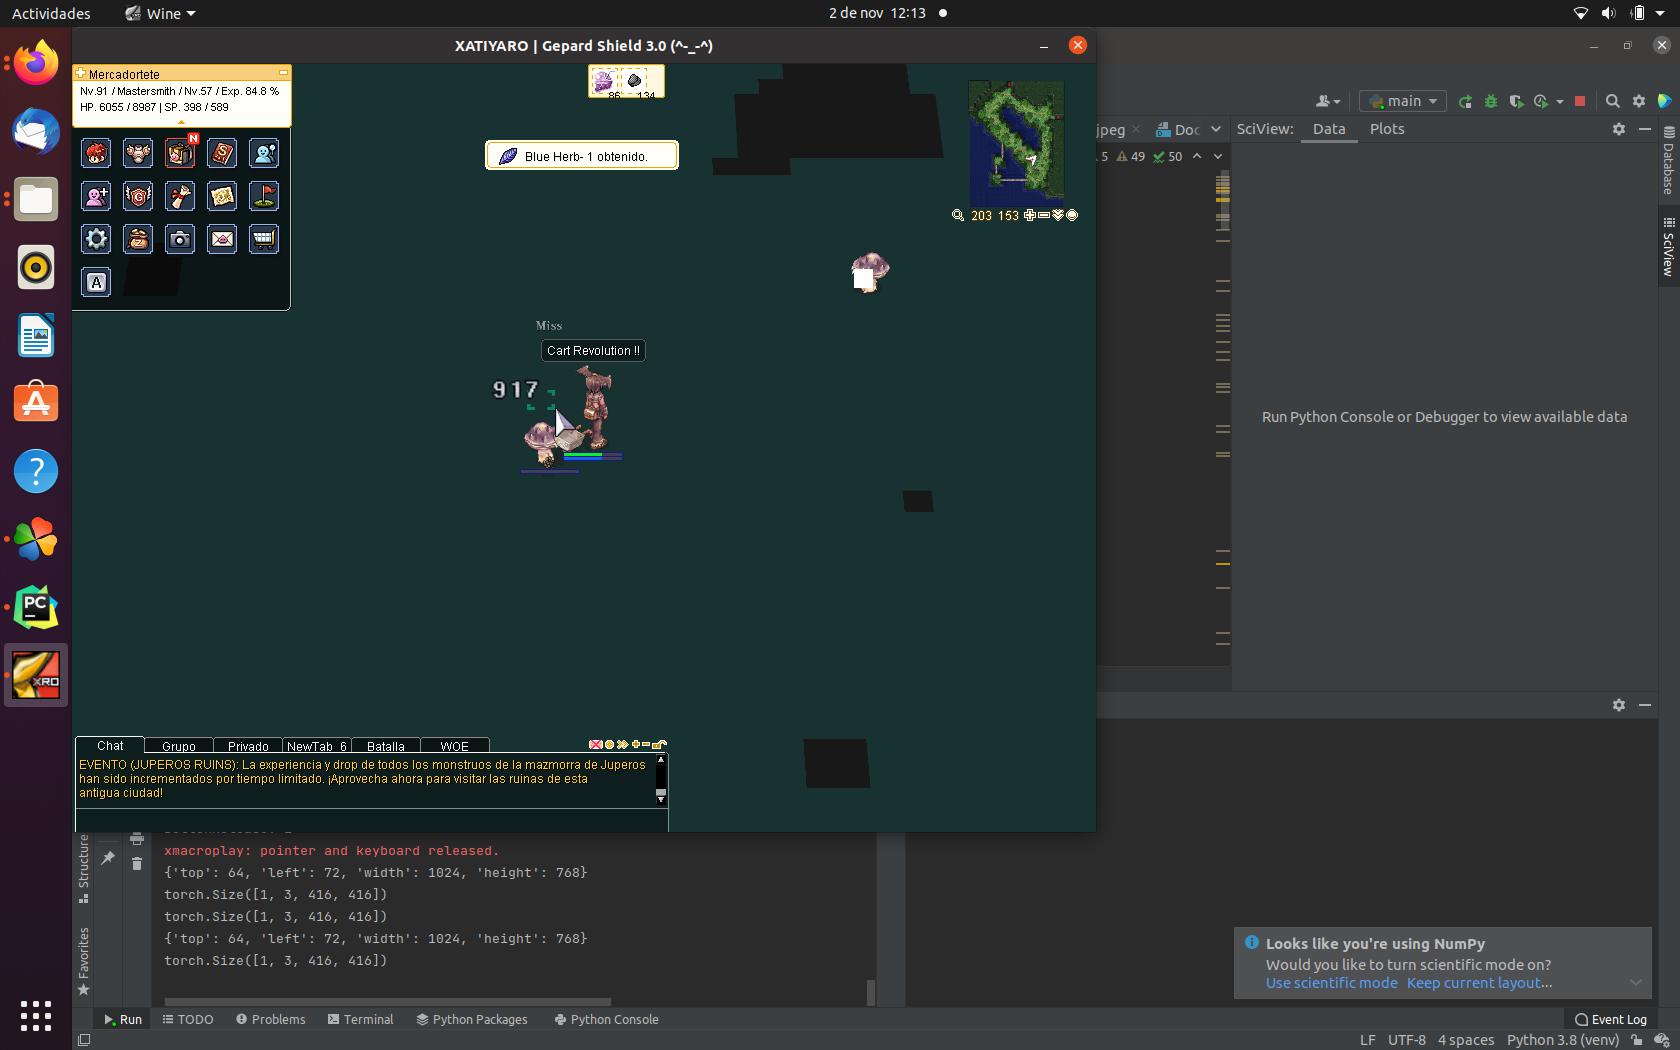 Actividades
Wine
2 de nov 12:13
XATIYARO | Gepard Shield 3.0 (^-_-^)
Mercadortete
Nv.91 / Mastersmith / Nv.57 / Exp. 84.8 %
HP. 6055 / 8987 | SP. 398 / 589
N
A
86 134
Blue Herb- 1 obtenido.
203 153
Miss
Cart Revolution !!
917
Chat
Grupo
Privado
NewTab_6
Batalla
WOE
EVENTO (JUPEROS RUINS): La experiencia y drop de todos los monstruos de la mazmorra de Juperos
han sido incrementados por tiempo limitado. ¡Aprovecha ahora para visitar las ruinas de esta
antigua ciudad!
main
jpeg
Doc
SciView:
Data
Plots
5 49 50
Database
SciView
Run Python Console or Debugger to view available data
PC
XRO
Structure
Favorites
xmacroplay: pointer and keyboard released.
{'top': 64, 'left': 72, 'width': 1024, 'height': 768}
torch.Size([1, 3, 416, 416])
torch.Size([1, 3, 416, 416])
{'top': 64, 'left': 72, 'width': 1024, 'height': 768}
torch.Size([1, 3, 416, 416])
Looks like you're using NumPy
Would you like to turn scientific mode on?
Use scientific mode Keep current layout...
Run
TODO
Problems
Terminal
Python Packages
Python Console
Event Log
LF UTF-8 4 spaces Python 3.8 (venv)